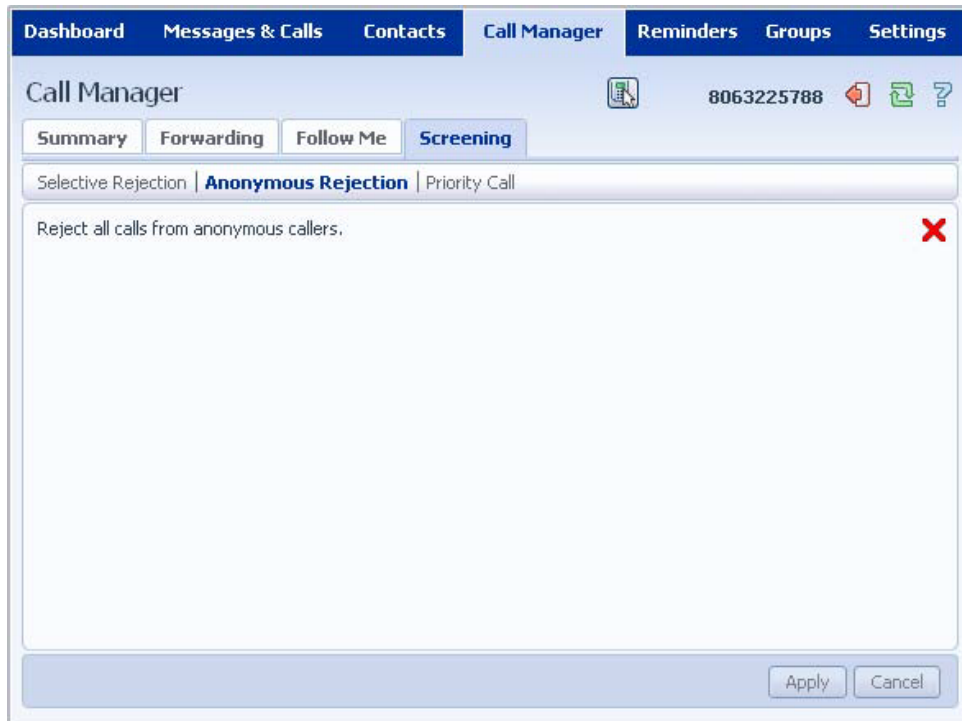 Dashboard Messages & Calls Contacts Call Manager Reminders Groups Settings
Call Manager 8063225788 ?
Summary Forwarding Follow Me Screening
Selective Rejection | Anonymous Rejection | Priority Call
Reject all calls from anonymous callers.
Apply Cancel